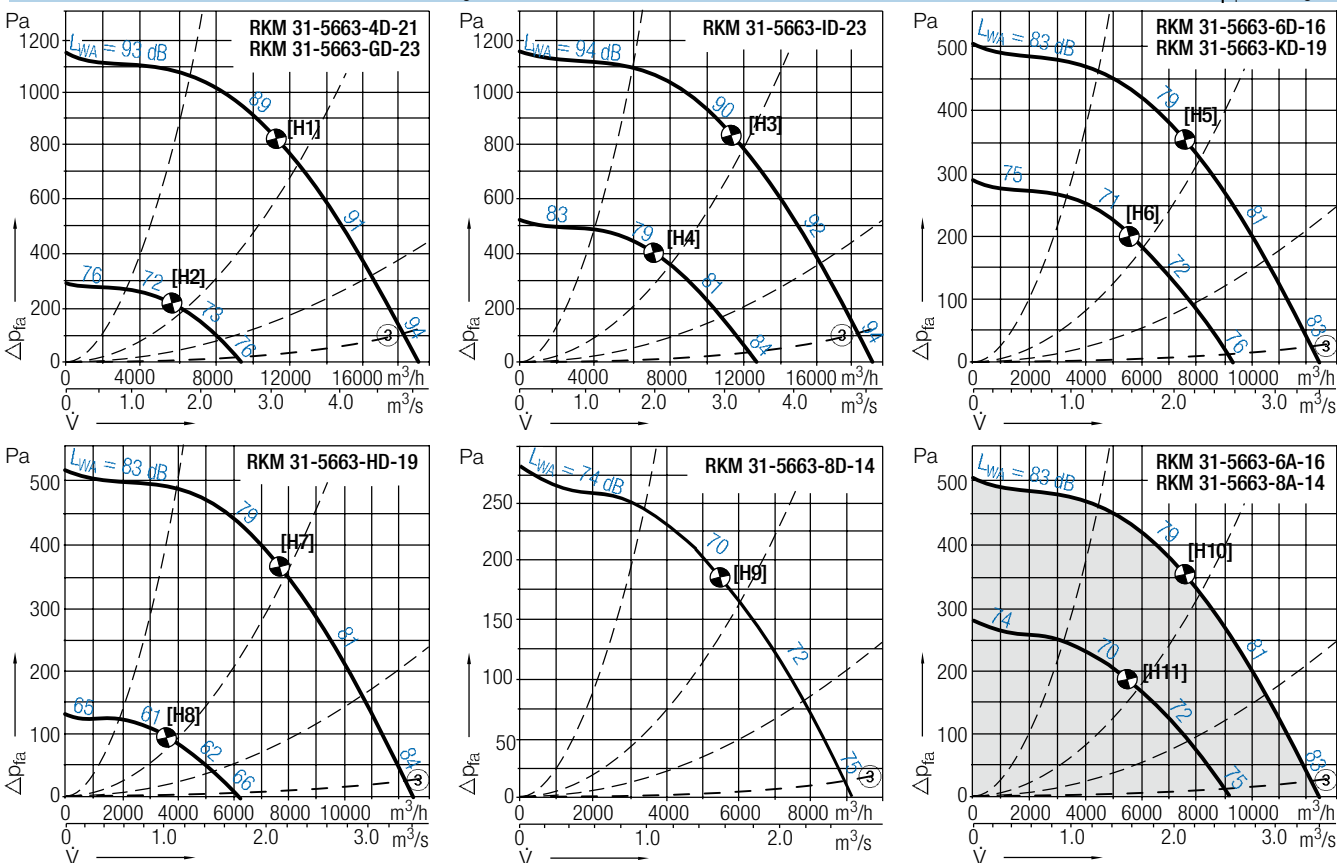 Pa
RKM 31-5663-4D-21
RKM 31-5663-GD-23
L_WA = 93 dB
89
[H1]
91
94
76
72
[H2]
73
76
3
1200
1000
800
600
400
200
0
Δp_fa
0 4000 8000 12000 16000 m³/h
0 1.0 2.0 3.0 4.0 m³/s
V̇
Pa
RKM 31-5663-ID-23
L_WA = 94 dB
90
[H3]
92
94
83
79
[H4]
81
84
3
1200
1000
800
600
400
200
0
Δp_fa
0 4000 8000 12000 16000 m³/h
0 1.0 2.0 3.0 4.0 m³/s
V̇
Pa
RKM 31-5663-6D-16
RKM 31-5663-KD-19
L_WA = 83 dB
79
[H5]
81
83
75
71
[H6]
72
76
3
500
400
300
200
100
0
Δp_fa
0 2000 4000 6000 8000 10000 m³/h
0 1.0 2.0 3.0 m³/s
V̇
Pa
RKM 31-5663-HD-19
L_WA = 83 dB
79
[H7]
81
84
65
61
[H8]
62
66
3
500
400
300
200
100
0
Δp_fa
0 2000 4000 6000 8000 10000 m³/h
0 1.0 2.0 3.0 m³/s
V̇
Pa
RKM 31-5663-8D-14
L_WA = 74 dB
70
[H9]
72
75
3
250
200
150
100
50
0
Δp_fa
0 2000 4000 6000 8000 m³/h
0 1.0 2.0 m³/s
V̇
Pa
RKM 31-5663-6A-16
RKM 31-5663-8A-14
L_WA = 83 dB
79
[H10]
81
83
74
70
[H11]
72
75
3
500
400
300
200
100
0
Δp_fa
0 2000 4000 6000 8000 10000 m³/h
0 1.0 2.0 3.0 m³/s
V̇